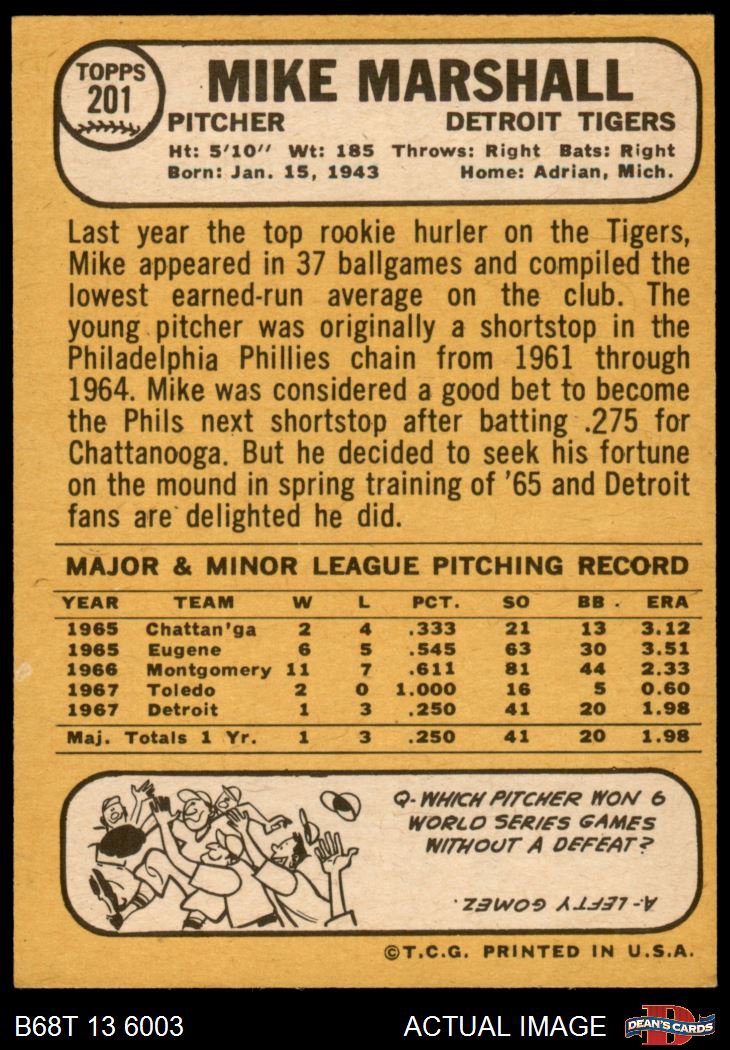 TOPPS
201
MIKE MARSHALL
PITCHER DETROIT TIGERS
Ht: 5'10" Wt: 185 Throws: Right Bats: Right
Born: Jan. 15, 1943 Home: Adrian, Mich.
Last year the top rookie hurler on the Tigers,
Mike appeared in 37 ballgames and compiled the
lowest earned-run average on the club. The
young pitcher was originally a shortstop in the
Philadelphia Phillies chain from 1961 through
1964. Mike was considered a good bet to become
the Phils next shortstop after batting .275 for
Chattanooga. But he decided to seek his fortune
on the mound in spring training of '65 and Detroit
fans are delighted he did.
MAJOR & MINOR LEAGUE PITCHING RECORD
YEAR TEAM W L PCT. SO BB ERA
1965 Chattan'ga 2 4 .333 21 13 3.12
1965 Eugene 6 5 .545 63 30 3.51
1966 Montgomery 11 7 .611 81 44 2.33
1967 Toledo 2 0 1.000 16 5 0.60
1967 Detroit 1 3 .250 41 20 1.98
Maj. Totals 1 Yr. 1 3 .250 41 20 1.98
Q-WHICH PITCHER WON 6
WORLD SERIES GAMES
WITHOUT A DEFEAT?
A-LEFTY GOMEZ.
©T.C.G. PRINTED IN U.S.A.
B68T 13 6003 ACTUAL IMAGE
DEAN'S CARDS